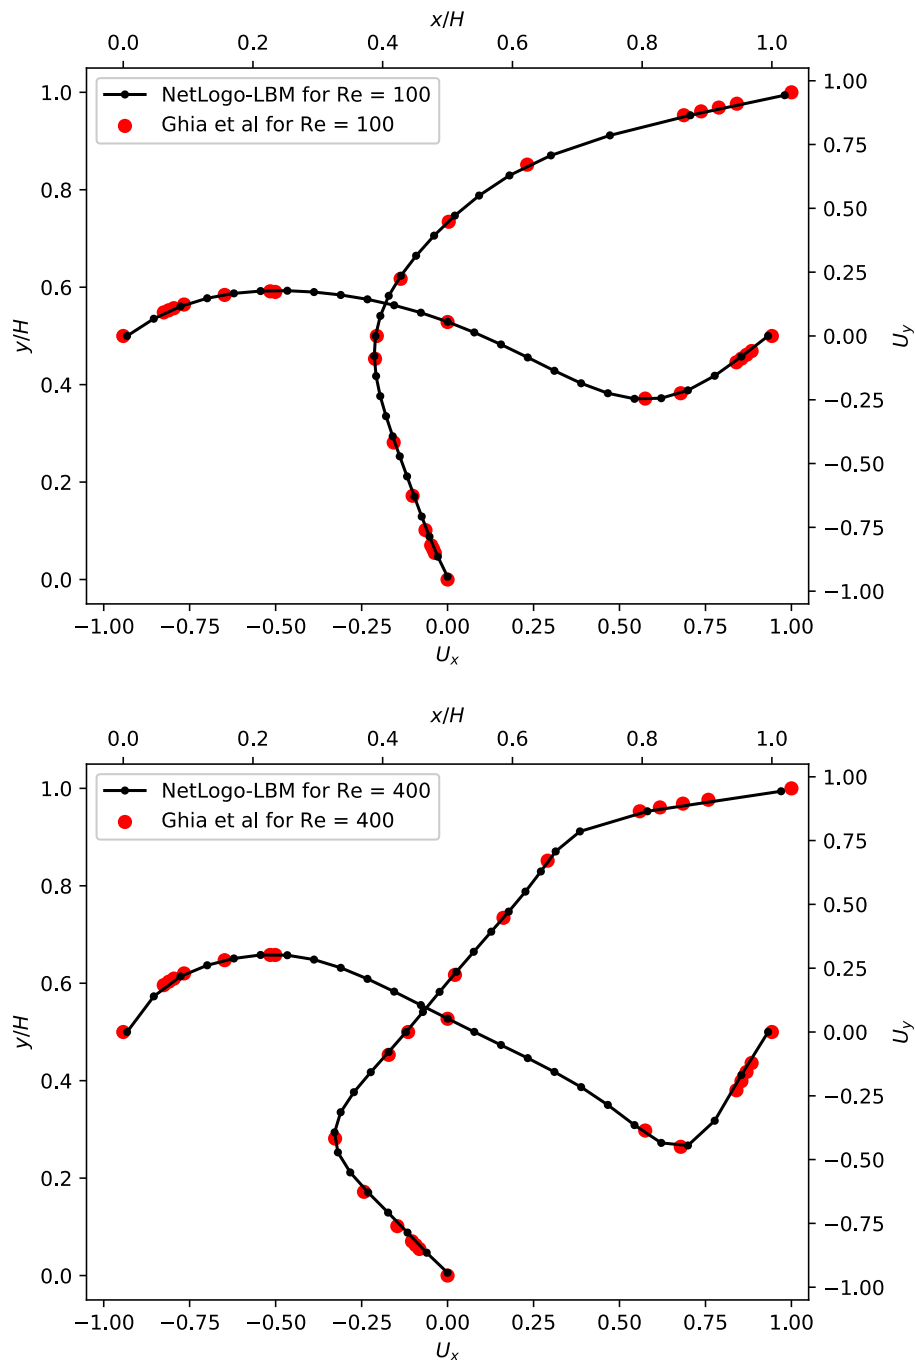 x/H
0.0 0.2 0.4 0.6 0.8 1.0
NetLogo-LBM for Re = 100
Ghia et al for Re = 100
1.0
0.8
0.6
0.4
0.2
0.0
y/H
1.00
0.75
0.50
0.25
0.00
−0.25
−0.50
−0.75
−1.00
U_y
−1.00 −0.75 −0.50 −0.25 0.00 0.25 0.50 0.75 1.00
U_x
x/H
0.0 0.2 0.4 0.6 0.8 1.0
NetLogo-LBM for Re = 400
Ghia et al for Re = 400
1.0
0.8
0.6
0.4
0.2
0.0
y/H
1.00
0.75
0.50
0.25
0.00
−0.25
−0.50
−0.75
−1.00
U_y
−1.00 −0.75 −0.50 −0.25 0.00 0.25 0.50 0.75 1.00
U_x